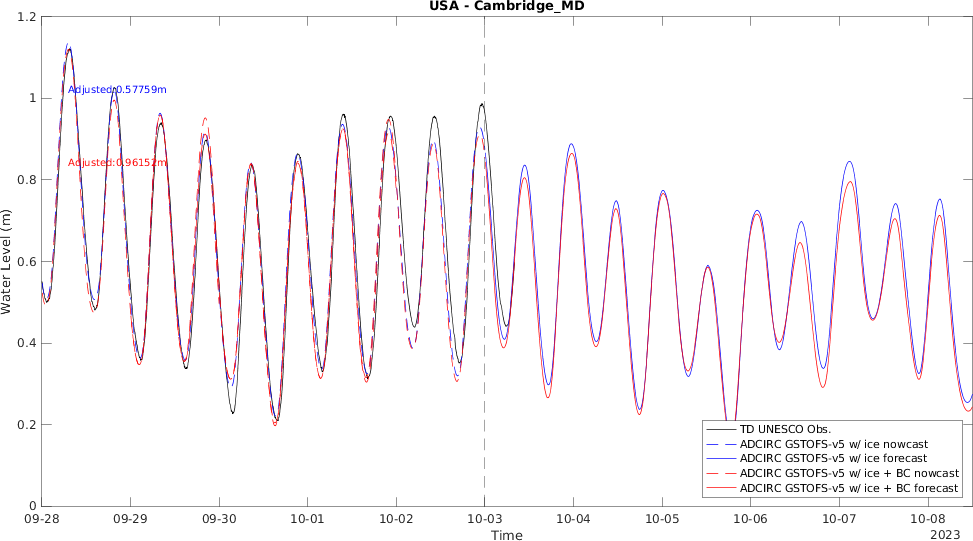 USA - Cambridge_MD
1.2
1
0.8
0.6
0.4
0.2
0
Water Level (m)
Adjusted:0.57759m
Adjusted:0.96152m
TD UNESCO Obs.
ADCIRC GSTOFS-v5 w/ ice nowcast
ADCIRC GSTOFS-v5 w/ ice forecast
ADCIRC GSTOFS-v5 w/ ice + BC nowcast
ADCIRC GSTOFS-v5 w/ ice + BC forecast
09-28 09-29 09-30 10-01 10-02 10-03 10-04 10-05 10-06 10-07 10-08
Time
2023